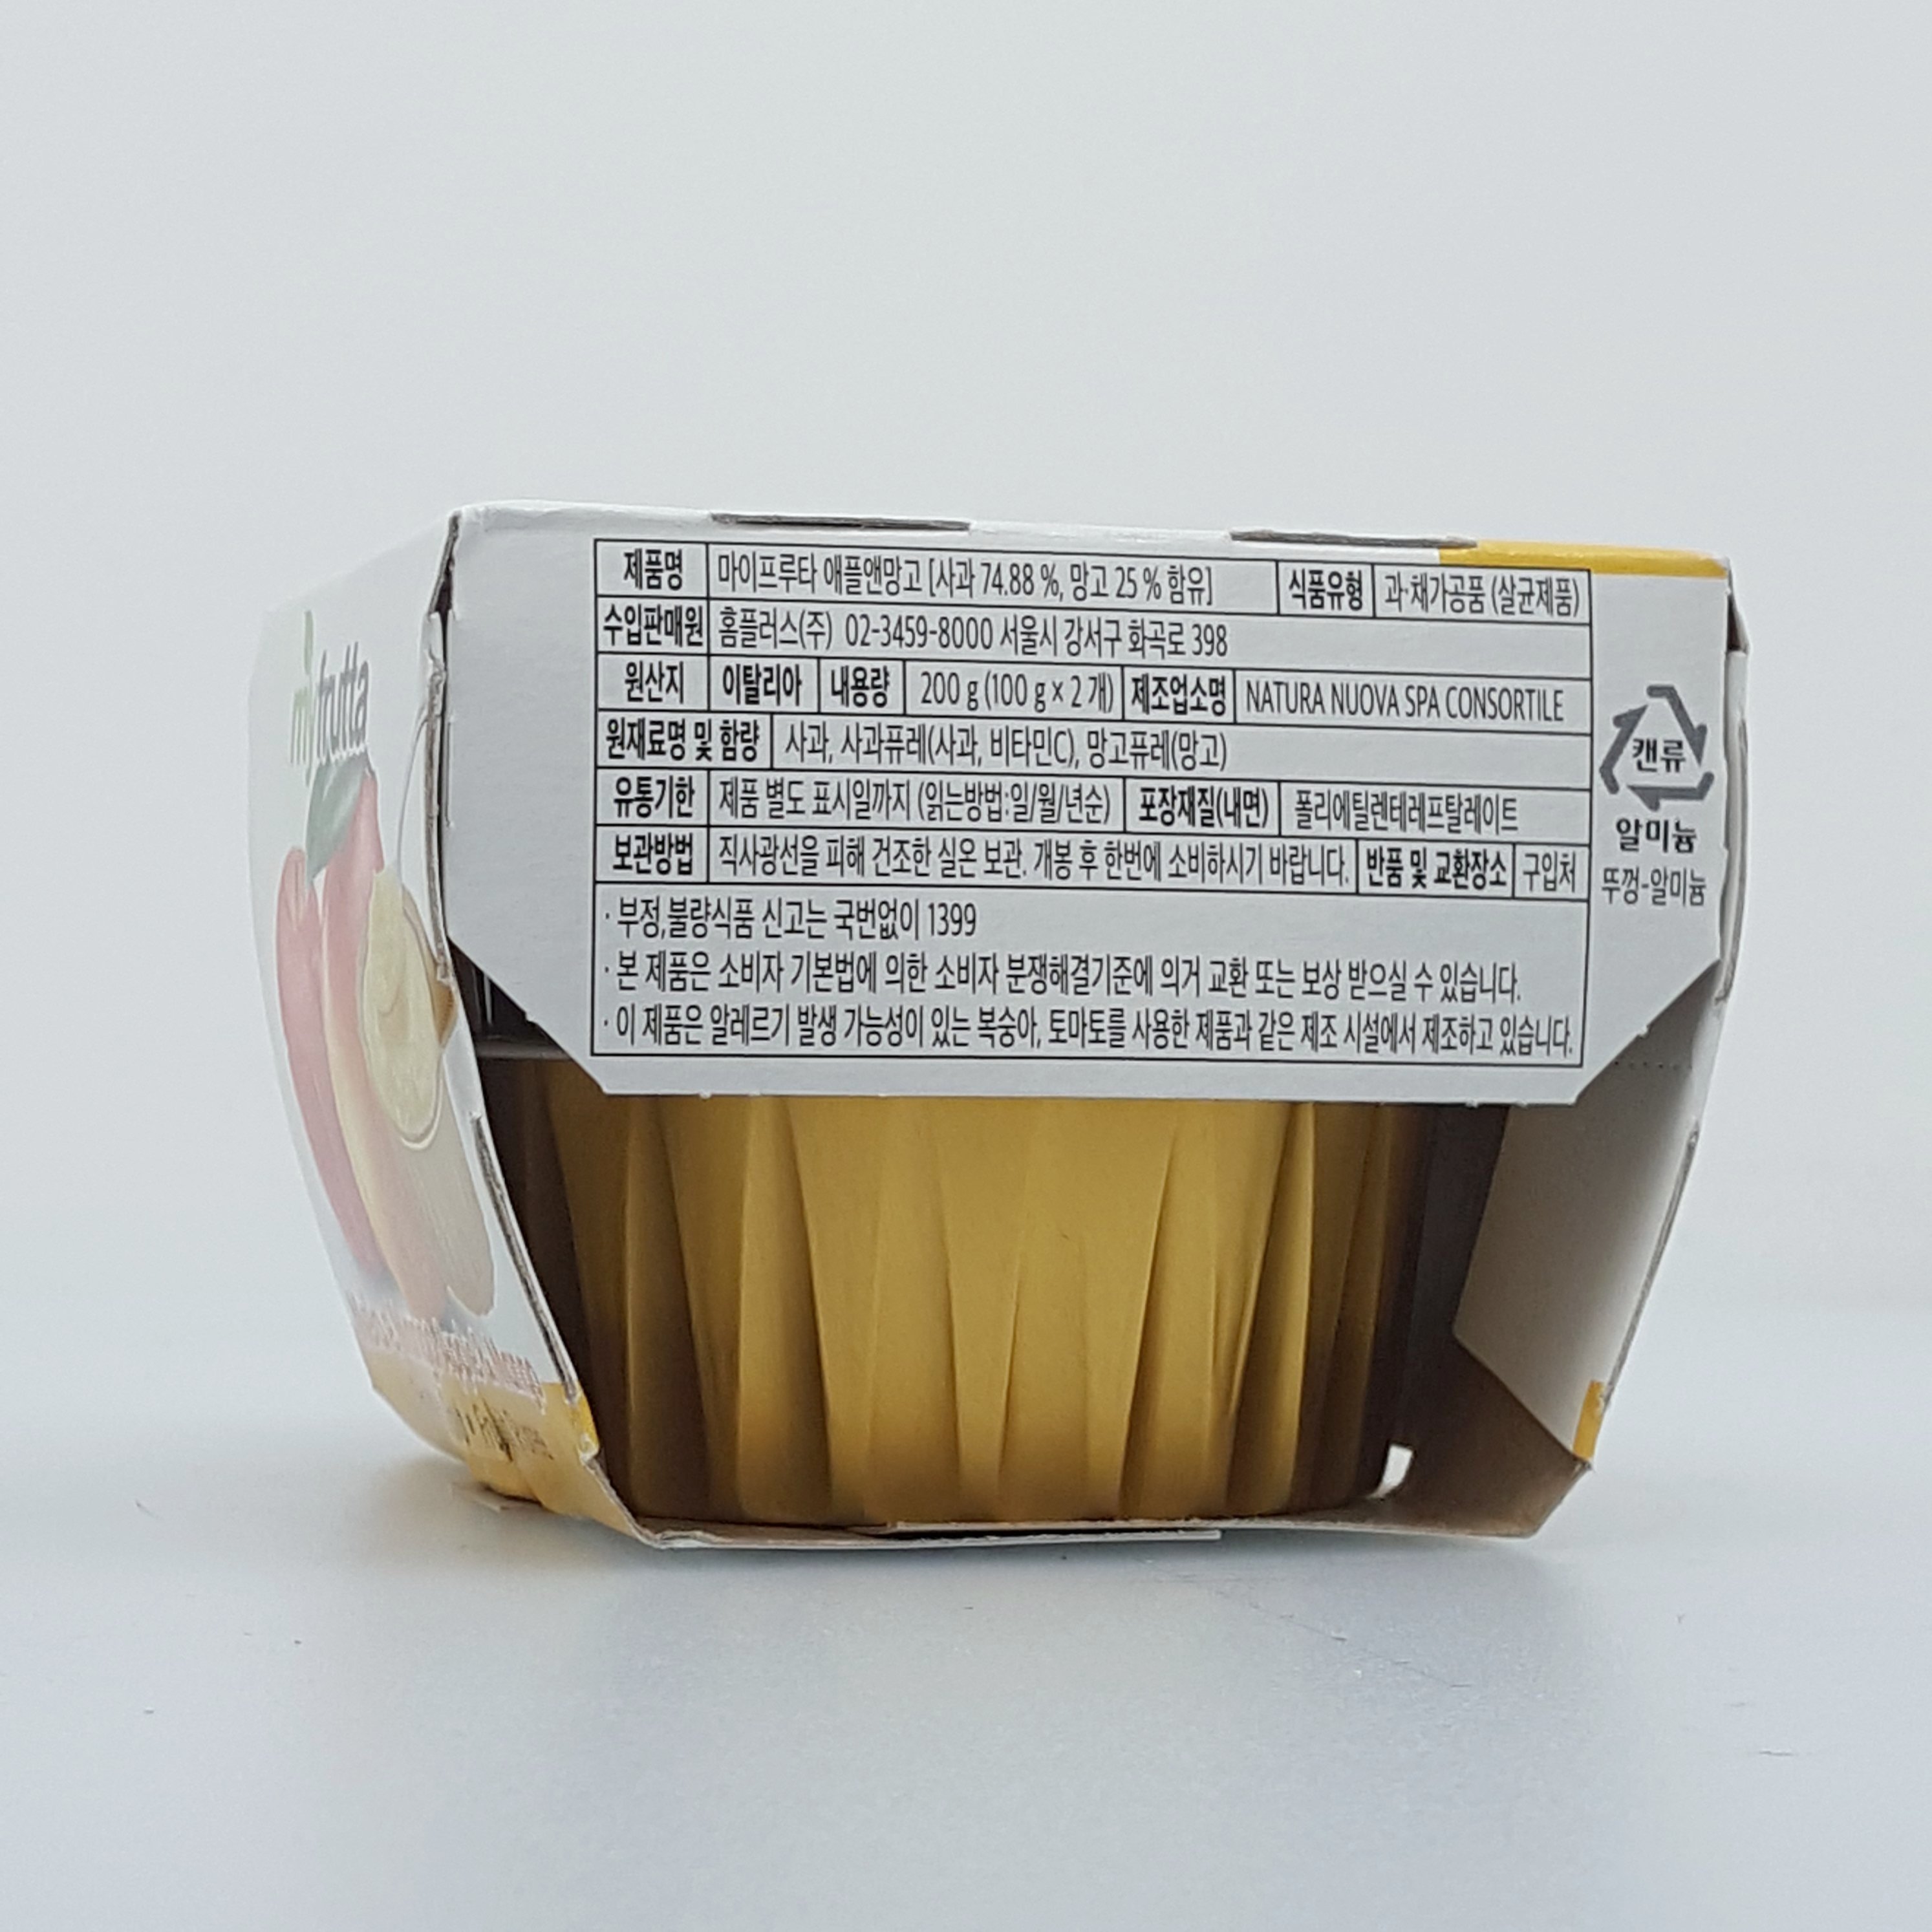 제품명 마이프루타 애플앤망고 [사과 74.88 %, 망고 25 % 함유] 식품유형 과·채가공품 (살균제품)
수입판매원 홈플러스(주) 02-3459-8000 서울시 강서구 화곡로 398
원산지 이탈리아 내용량 200 g (100 g × 2 개) 제조업소명 NATURA NUOVA SPA CONSORTILE
원재료명 및 함량 사과, 사과퓨레(사과, 비타민C), 망고퓨레(망고)
유통기한 제품 별도 표시일까지 (읽는방법:일/월/년순) 포장재질(내면) 폴리에틸렌테레프탈레이트
보관방법 직사광선을 피해 건조한 실온 보관. 개봉 후 한번에 소비하시기 바랍니다. 반품 및 교환장소 구입처
· 부정,불량식품 신고는 국번없이 1399
· 본 제품은 소비자 기본법에 의한 소비자 분쟁해결기준에 의거 교환 또는 보상 받으실 수 있습니다.
· 이 제품은 알레르기 발생 가능성이 있는 복숭아, 토마토를 사용한 제품과 같은 제조 시설에서 제조하고 있습니다.
캔류
알미늄
뚜껑-알미늄
my frutta